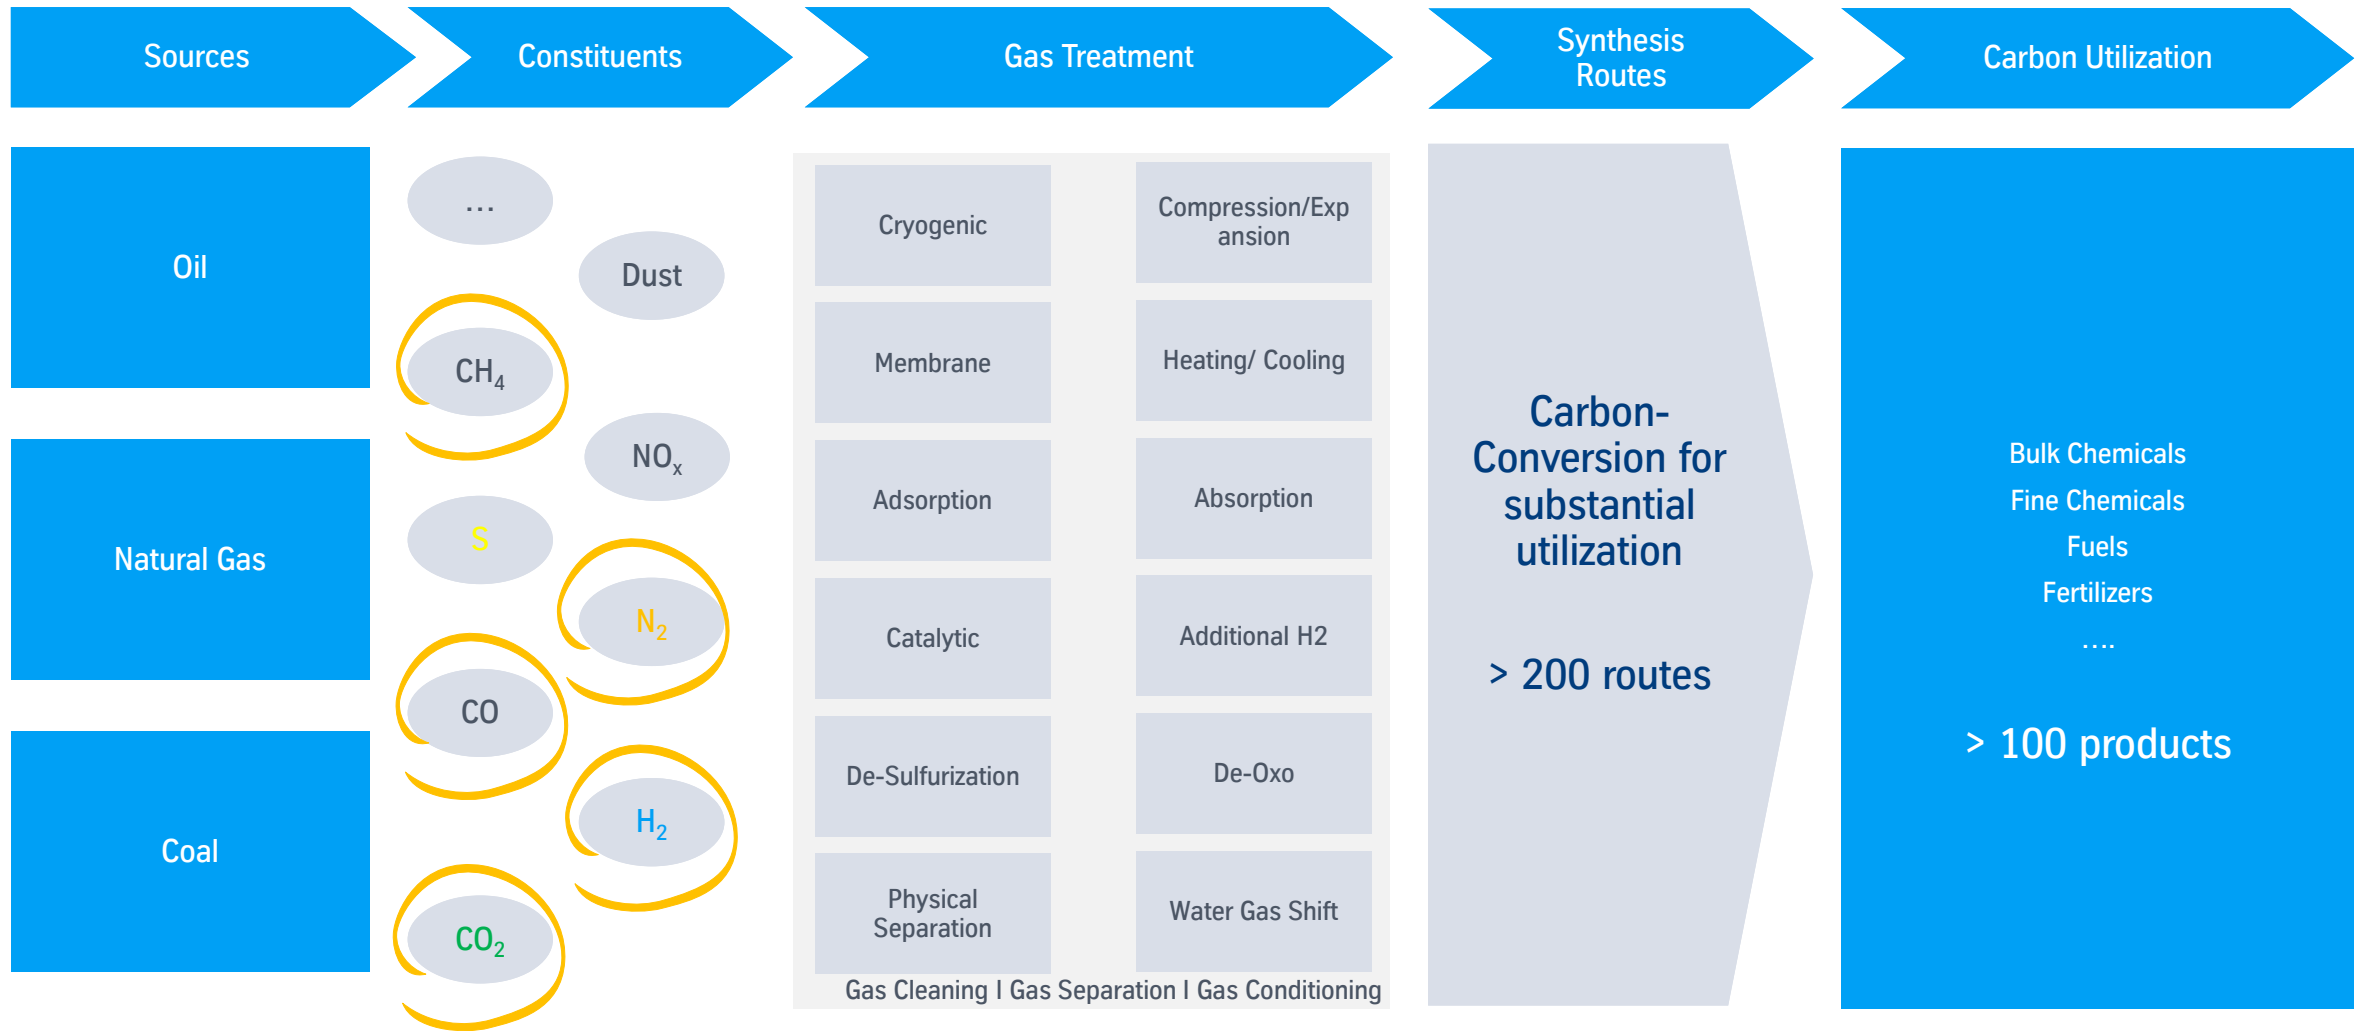 Sources
Constituents
Gas Treatment
Synthesis
Routes
Carbon Utilization
Oil
Natural Gas
Coal
...
Dust
CH₄
NOₓ
S
N₂
CO
H₂
CO₂
Cryogenic
Compression/Exp
ansion
Membrane
Heating/ Cooling
Adsorption
Absorption
Catalytic
Additional H2
De-Sulfurization
De-Oxo
Physical
Separation
Water Gas Shift
Gas Cleaning I Gas Separation I Gas Conditioning
Carbon-
Conversion for
substantial
utilization
> 200 routes
Bulk Chemicals
Fine Chemicals
Fuels
Fertilizers
....
> 100 products